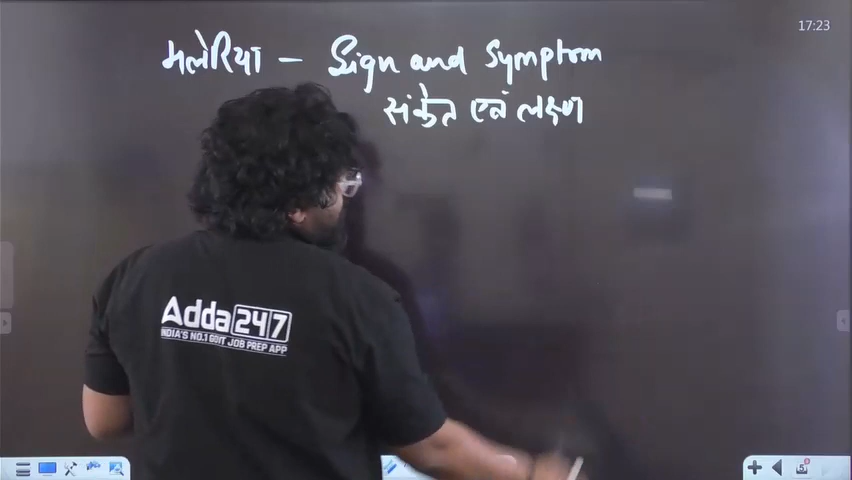 17:23
मलेरिया - Sign and Symptom
संकेत एवं लक्षण
Adda247
INDIA'S NO.1 GOVT JOB PREP APP